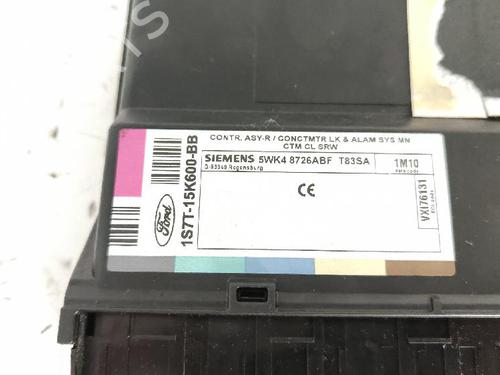 CONTR. ASY-R / CONCTMTR LK & ALAM SYS MN
CTM CL SRW
SIEMENS 5WK4 8726ABF T83SA
D-93049 Regensburg
1M10
CE
VXI76131
Ford
1S7T-15K600-BB